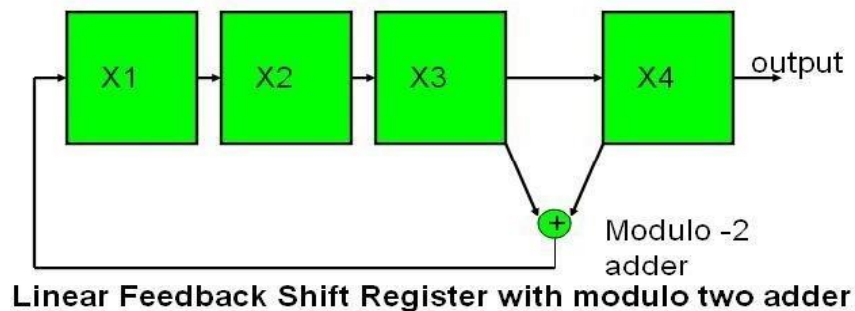 X1
X2
X3
X4
output
Modulo -2
adder
Linear Feedback Shift Register with modulo two adder
+